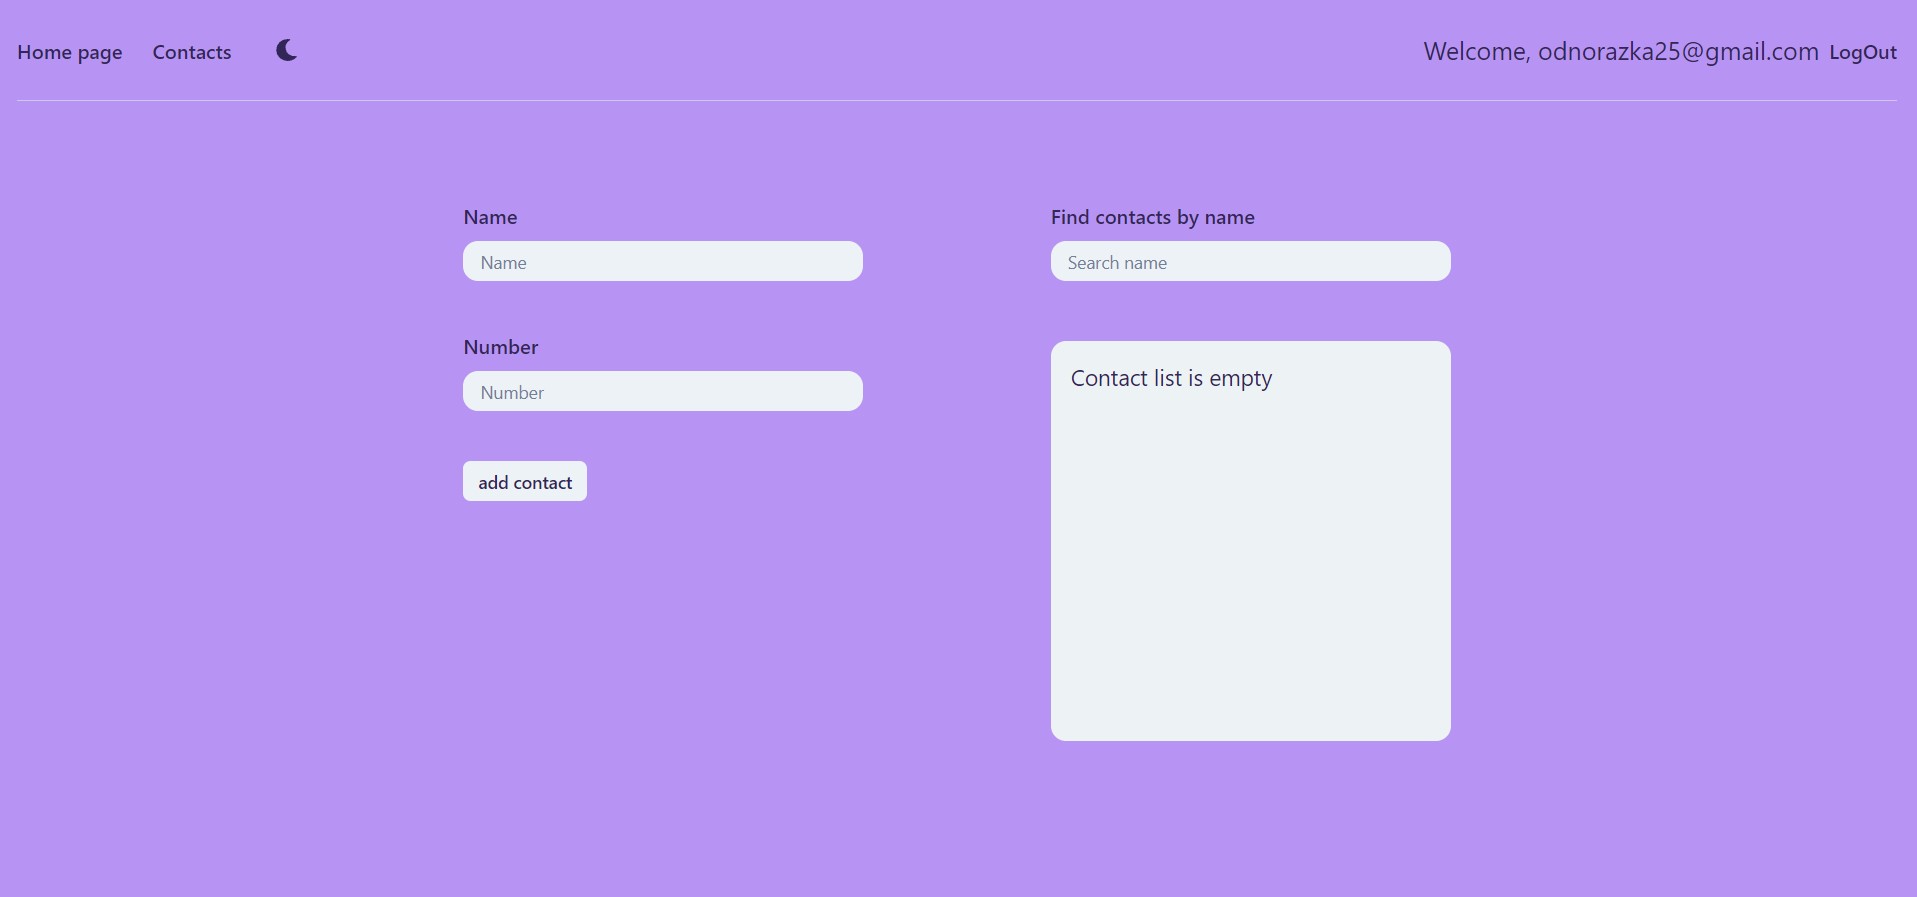 Home page Contacts Welcome, odnorazka25@gmail.com LogOut
Name
Name
Number
Number
add contact
Find contacts by name
Search name
Contact list is empty